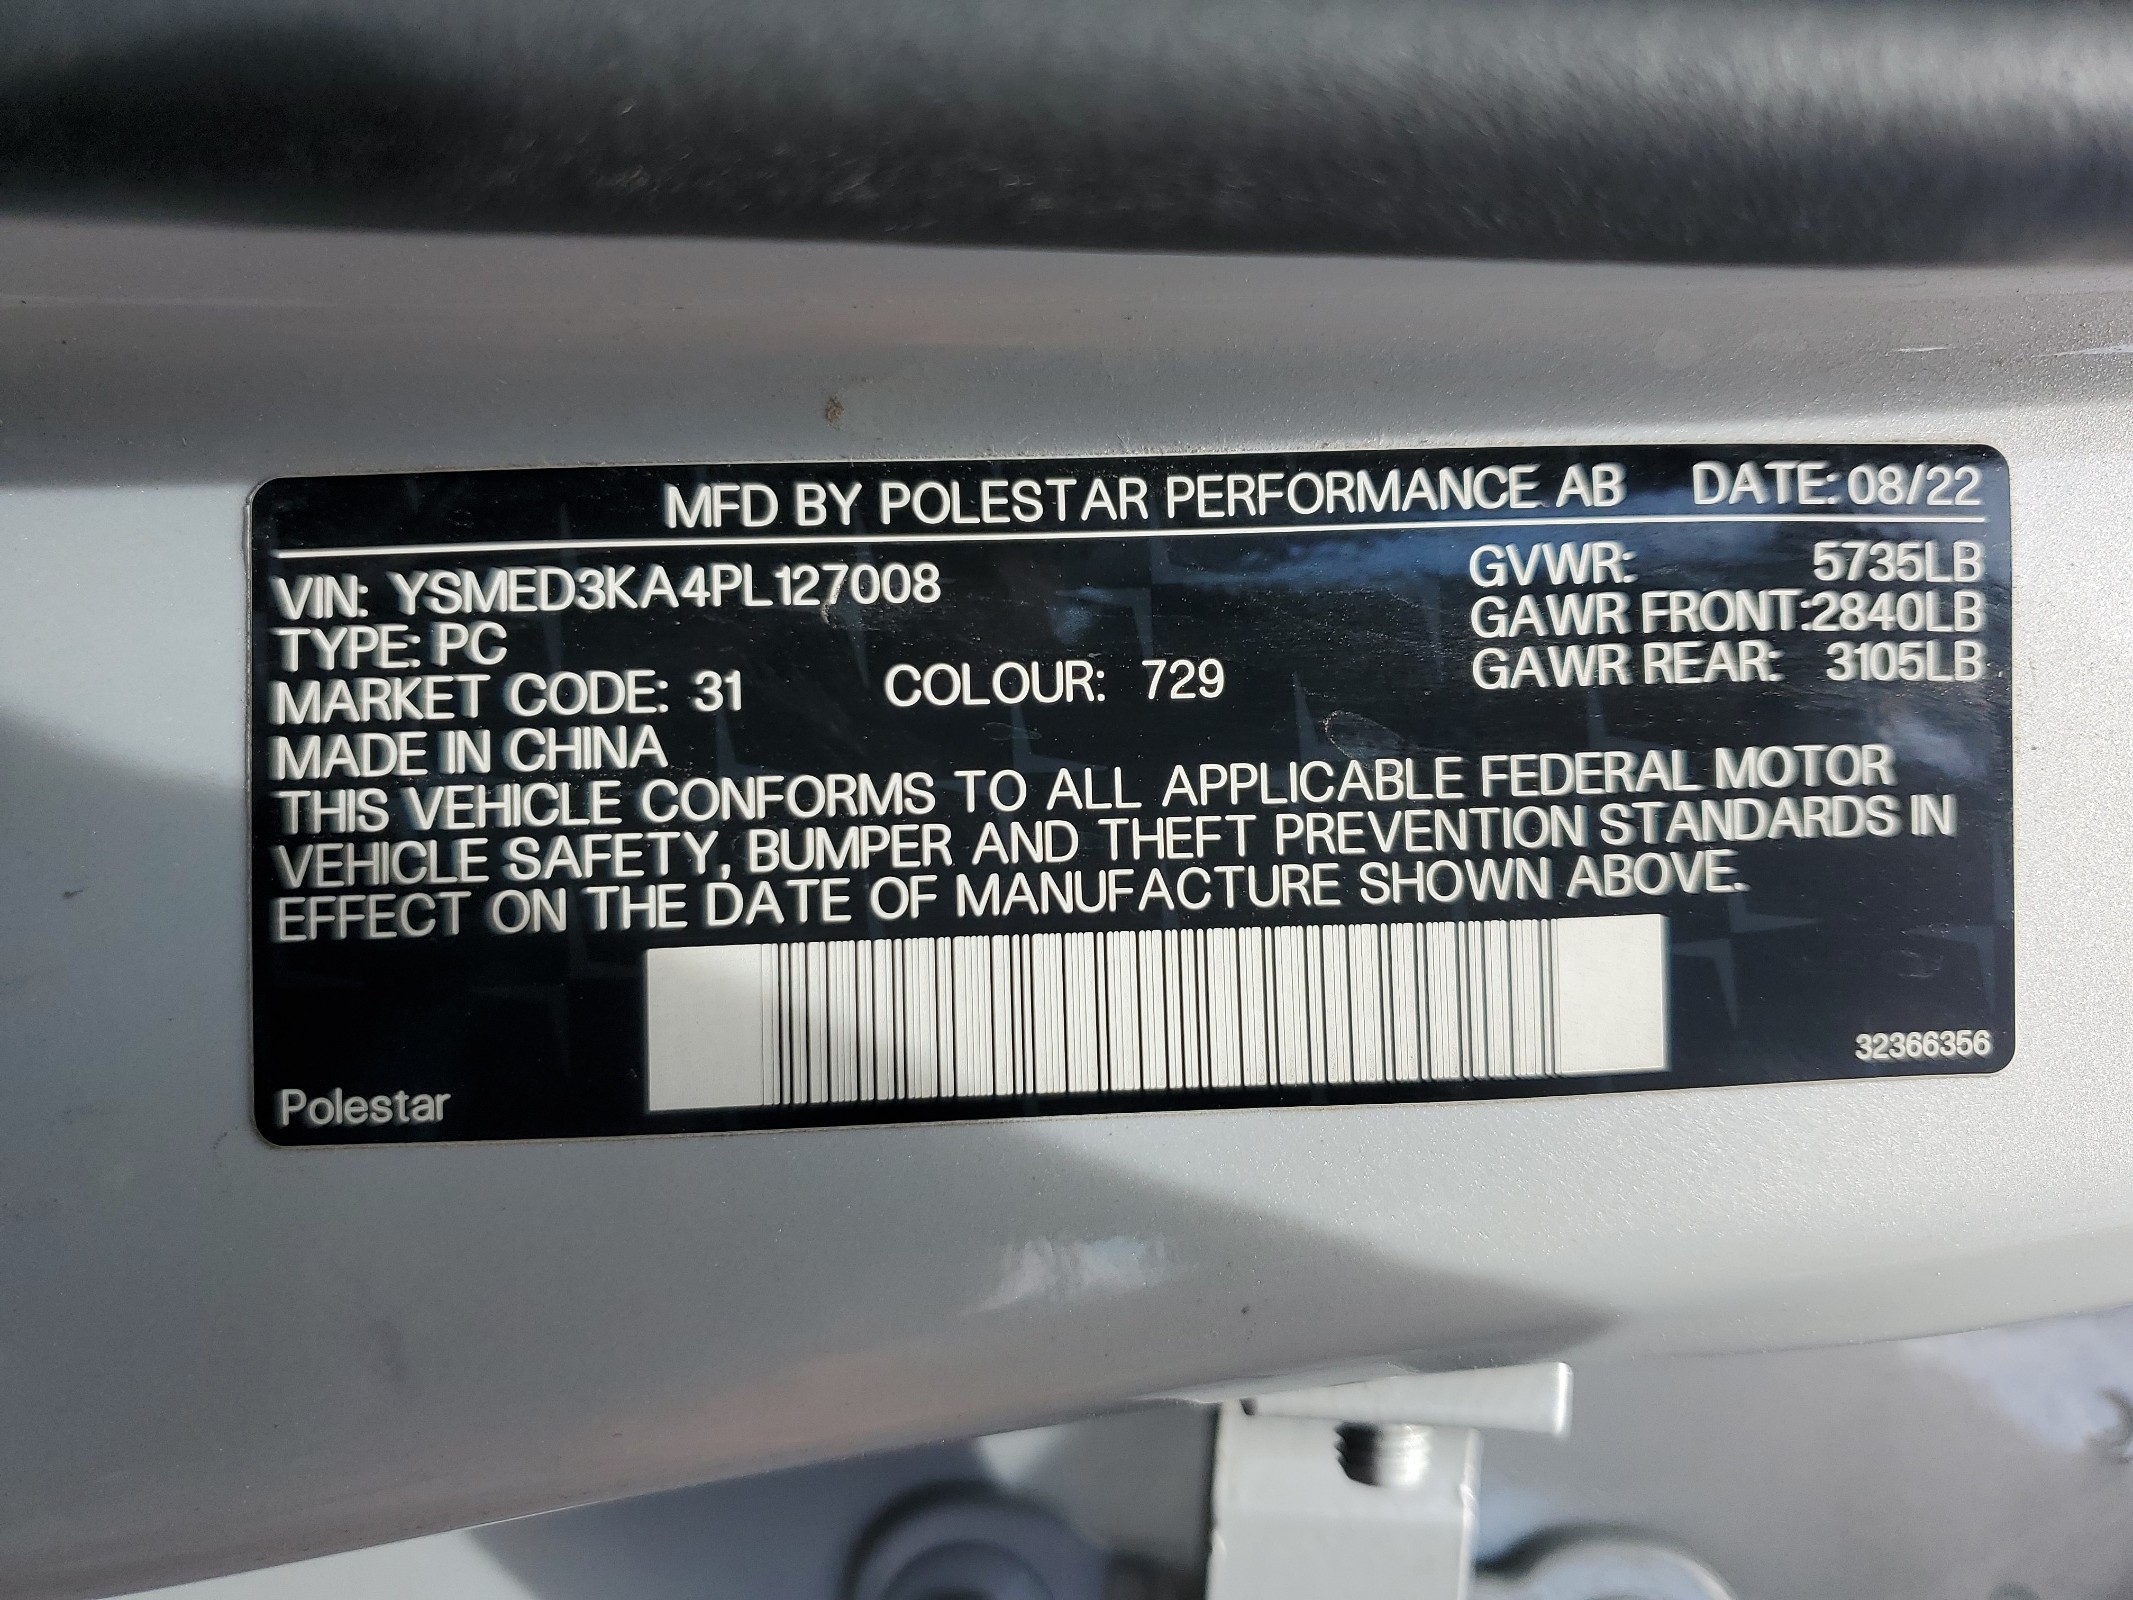 MFD BY POLESTAR PERFORMANCE AB DATE: 08/22
VIN: YSMED3KA4PL127008 GVWR: 5735LB
TYPE: PC GAWR FRONT:2840LB
MARKET CODE: 31 COLOUR: 729 GAWR REAR: 3105LB
MADE IN CHINA
THIS VEHICLE CONFORMS TO ALL APPLICABLE FEDERAL MOTOR
VEHICLE SAFETY, BUMPER AND THEFT PREVENTION STANDARDS IN
EFFECT ON THE DATE OF MANUFACTURE SHOWN ABOVE.
32366356
Polestar